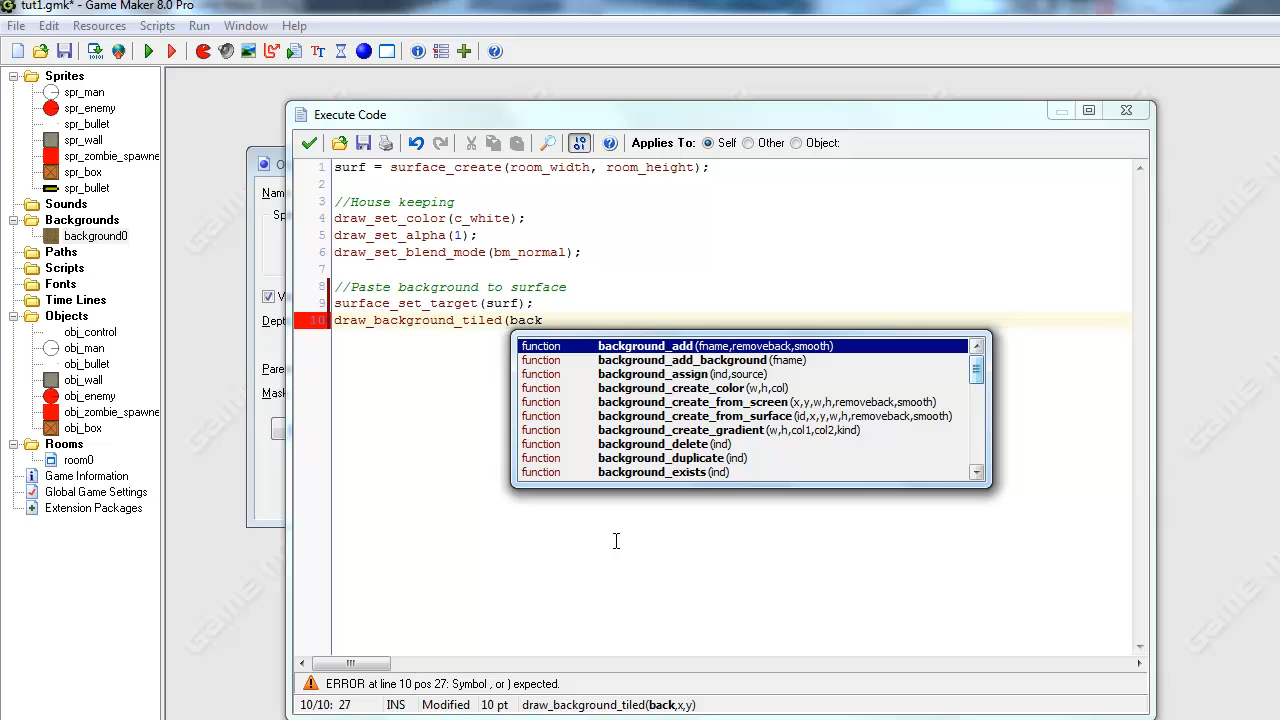 tut1.gmk* - Game Maker 8.0 Pro
File Edit Resources Scripts Run Window Help
Sprites
spr_man
spr_enemy
spr_bullet
spr_wall
spr_zombie_spawne
spr_box
spr_bullet
Sounds
Backgrounds
background0
Paths
Scripts
Fonts
Time Lines
Objects
obj_control
obj_man
obj_bullet
obj_wall
obj_enemy
obj_zombie_spawne
obj_box
Rooms
room0
Game Information
Global Game Settings
Extension Packages
Execute Code
Applies To: Self Other Object:
1 surf = surface_create(room_width, room_height);
2
3 //House keeping
4 draw_set_color(c_white);
5 draw_set_alpha(1);
6 draw_set_blend_mode(bm_normal);
7
8 //Paste background to surface
9 surface_set_target(surf);
10 draw_background_tiled(back
function background_add(fname,removeback,smooth)
function background_add_background(fname)
function background_assign(ind,source)
function background_create_color(w,h,col)
function background_create_from_screen(x,y,w,h,removeback,smooth)
function background_create_from_surface(id,x,y,w,h,removeback,smooth)
function background_create_gradient(w,h,col1,col2,kind)
function background_delete(ind)
function background_duplicate(ind)
function background_exists(ind)
ERROR at line 10 pos 27: Symbol , or ) expected.
10/10: 27 INS Modified 10 pt draw_background_tiled(back,x,y)